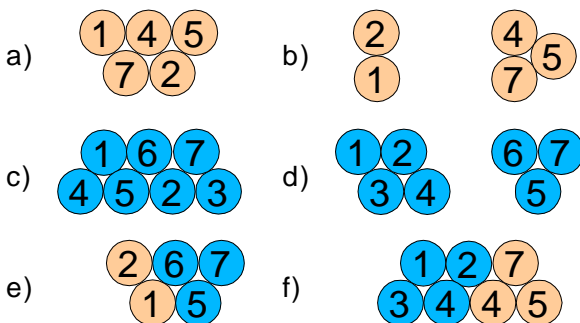 1 4 5
a) 7 2
2 4
b) 1 7 5
1 6 7
c) 4 5 2 3
1 2 6 7
d) 3 4 5
2 6 7
e) 1 5
1 2 7
f) 3 4 4 5